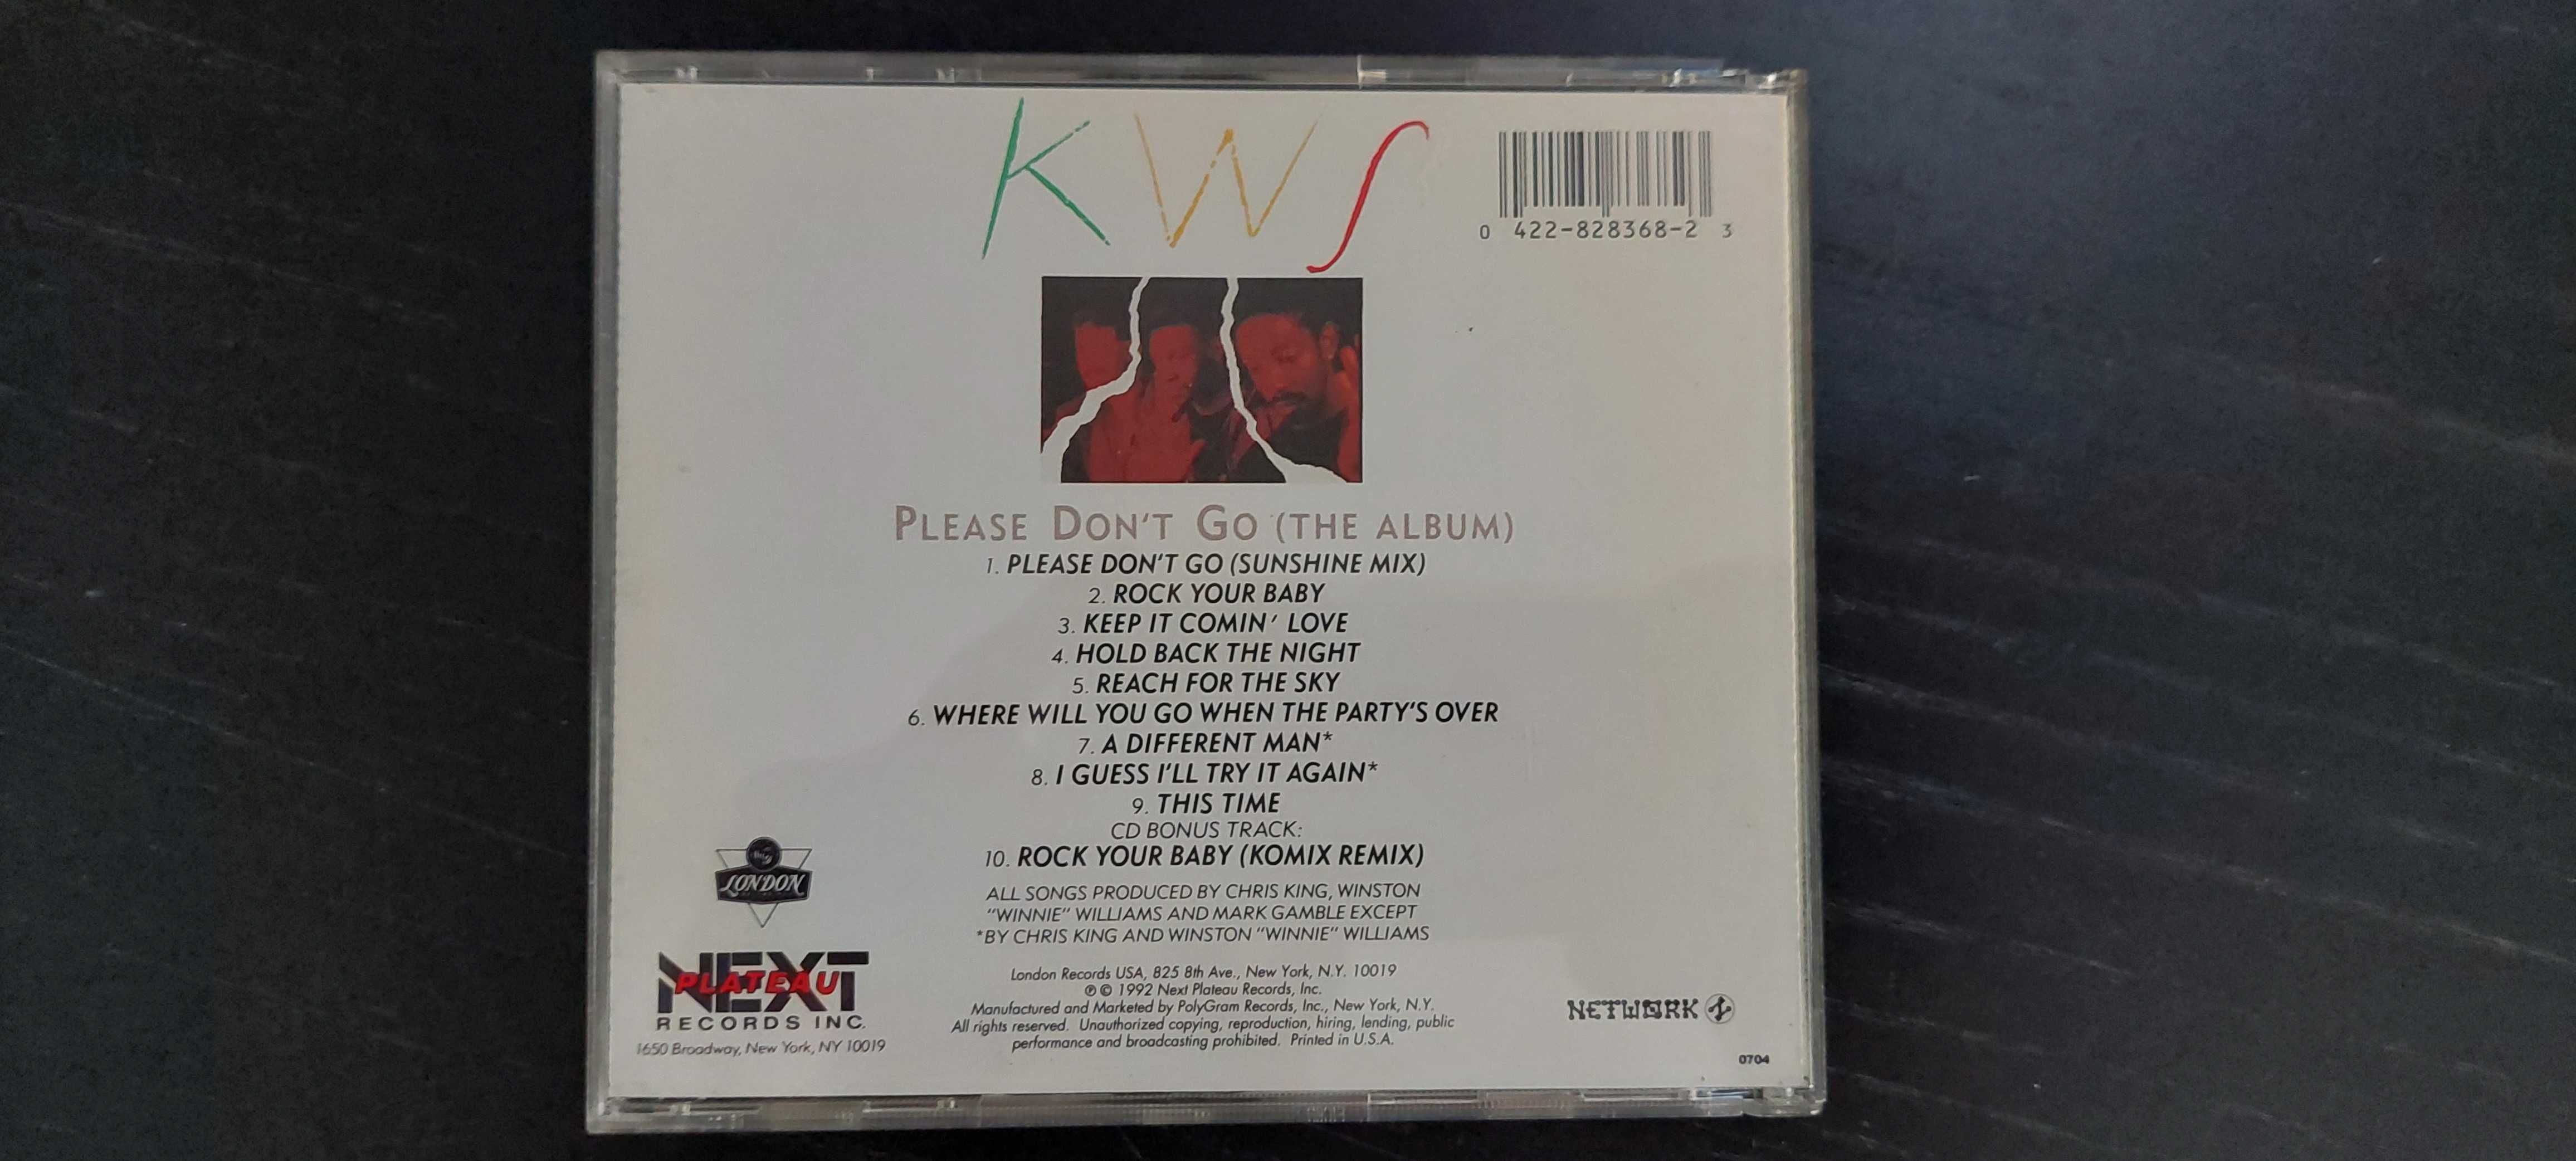 KWS
0 422-828368-2 3
PLEASE DON'T GO (THE ALBUM)
1. PLEASE DON'T GO (SUNSHINE MIX)
2. ROCK YOUR BABY
3. KEEP IT COMIN' LOVE
4. HOLD BACK THE NIGHT
5. REACH FOR THE SKY
6. WHERE WILL YOU GO WHEN THE PARTY'S OVER
7. A DIFFERENT MAN*
8. I GUESS I'LL TRY IT AGAIN*
9. THIS TIME
CD BONUS TRACK:
10. ROCK YOUR BABY (KOMIX REMIX)
ALL SONGS PRODUCED BY CHRIS KING, WINSTON
"WINNIE" WILLIAMS AND MARK GAMBLE EXCEPT
*BY CHRIS KING AND WINSTON "WINNIE" WILLIAMS
LONDON
NEXT
PLATEAU
RECORDS INC.
1650 Broadway, New York, NY 10019
London Records USA, 825 8th Ave., New York, N.Y. 10019
℗ © 1992 Next Plateau Records, Inc.
Manufactured and Marketed by PolyGram Records, Inc., New York, N.Y.
All rights reserved. Unauthorized copying, reproduction, hiring, lending, public
performance and broadcasting prohibited. Printed in U.S.A.
NETWORK
0704